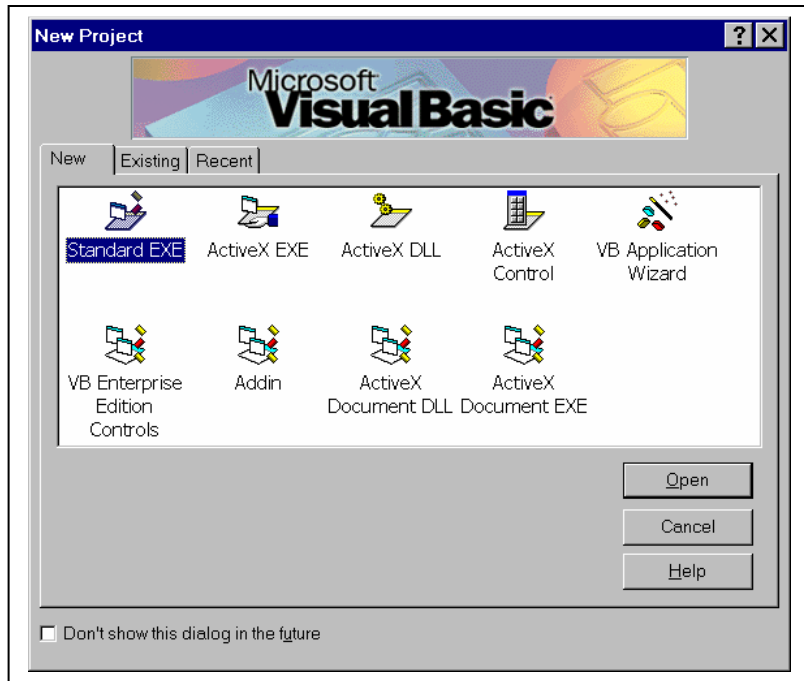 New Project
Microsoft
Visual Basic
New Existing Recent
Standard EXE ActiveX EXE ActiveX DLL ActiveX Control VB Application Wizard
VB Enterprise Edition Controls Addin ActiveX Document DLL ActiveX Document EXE
Open
Cancel
Help
Don't show this dialog in the future